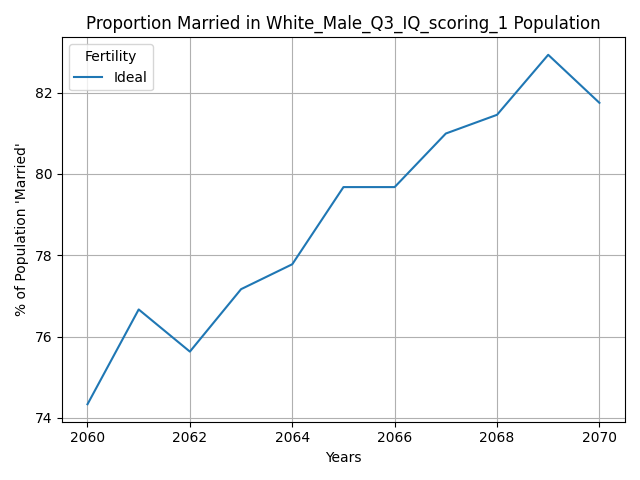 Proportion Married in White_Male_Q3_IQ_scoring_1 Population
Fertility
Ideal
% of Population 'Married'
82
80
78
76
74
2060 2062 2064 2066 2068 2070
Years